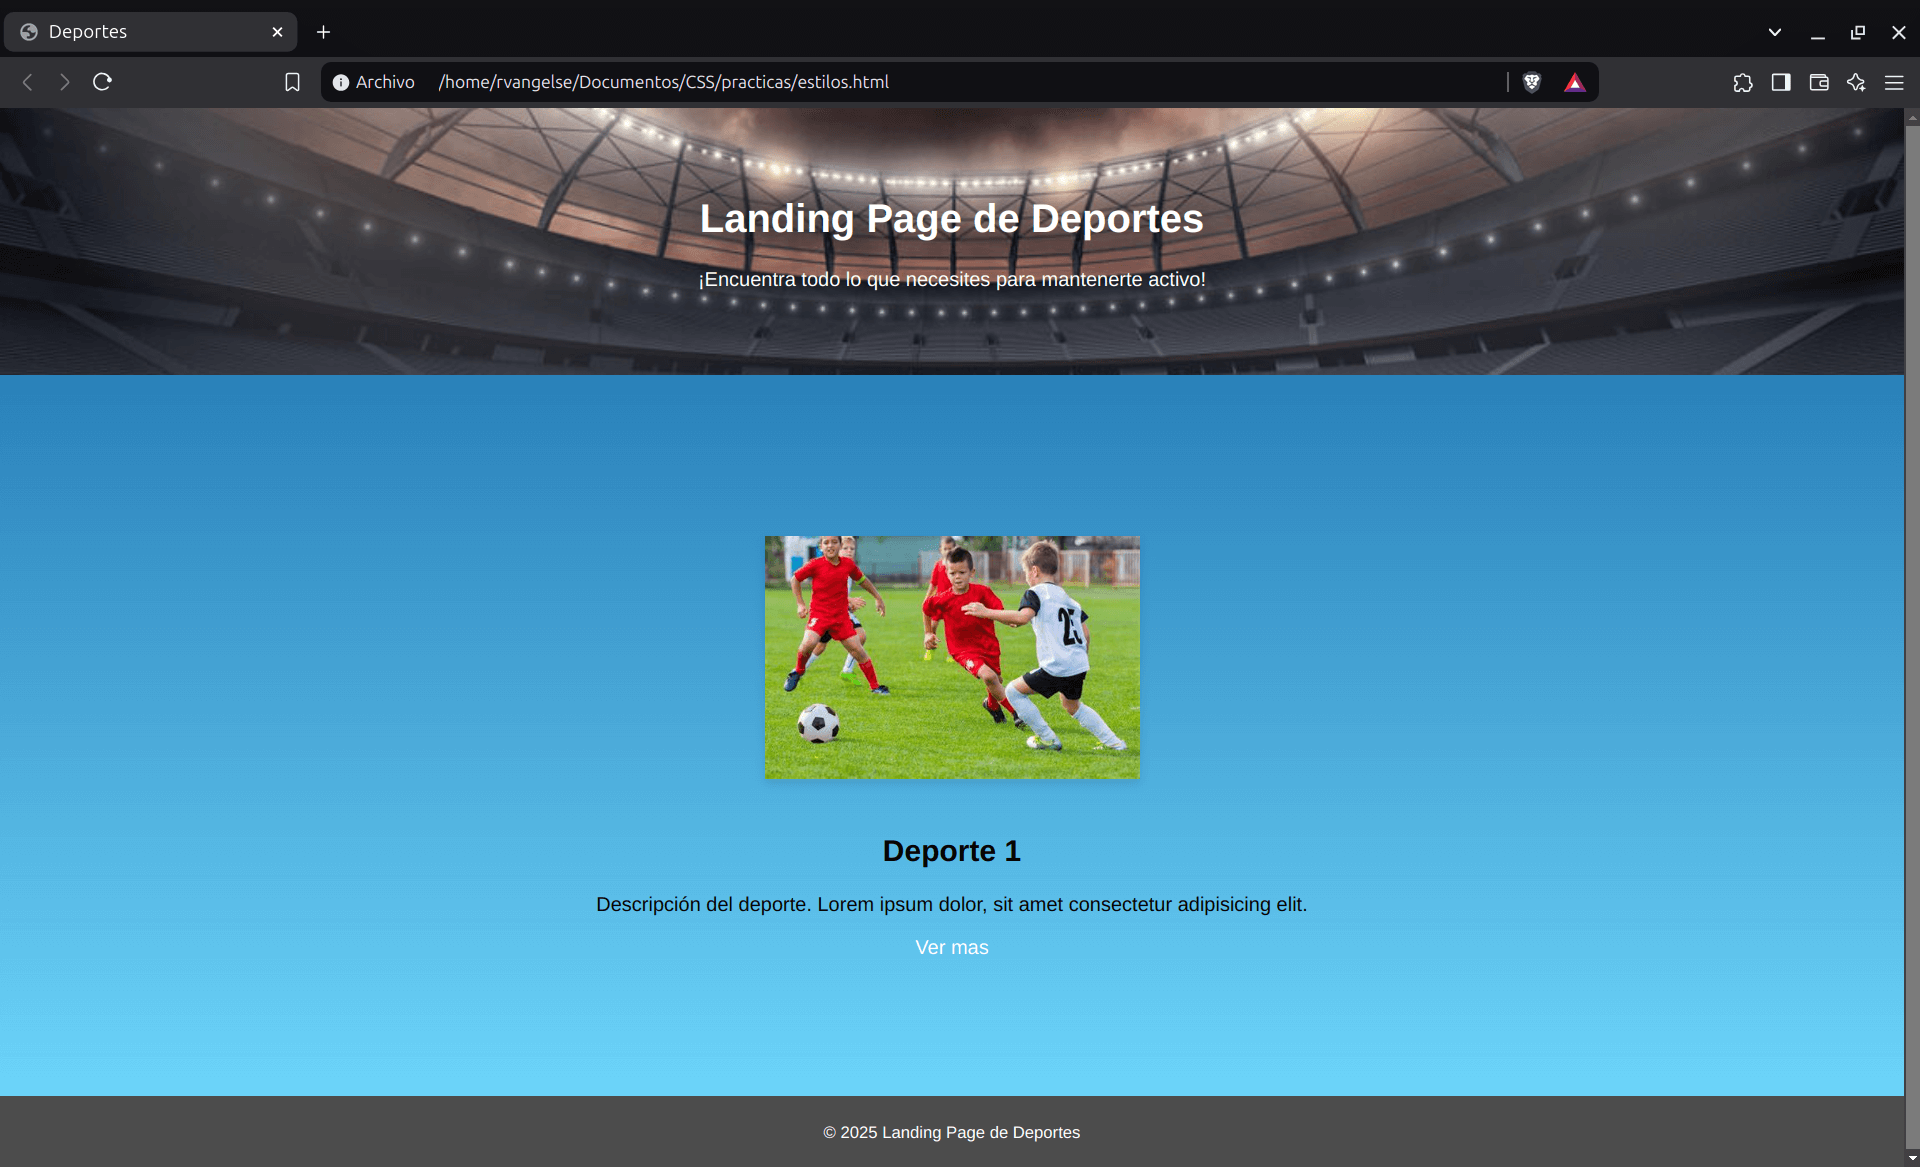 Deportes
Archivo /home/rvangelse/Documentos/CSS/practicas/estilos.html
Landing Page de Deportes
¡Encuentra todo lo que necesites para mantenerte activo!
25
Deporte 1
Descripción del deporte. Lorem ipsum dolor, sit amet consectetur adipisicing elit.
Ver mas
© 2025 Landing Page de Deportes